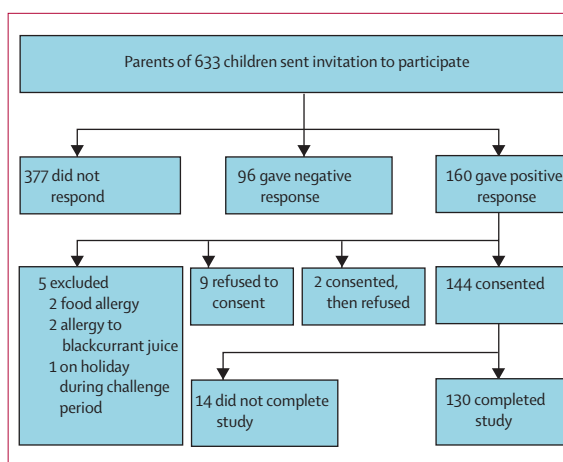 Parents of 633 children sent invitation to participate
377 did not
respond
96 gave negative
response
160 gave positive
response
5 excluded
2 food allergy
2 allergy to
blackcurrant juice
1 on holiday
during challenge
period
9 refused to
consent
2 consented,
then refused
144 consented
14 did not complete
study
130 completed
study